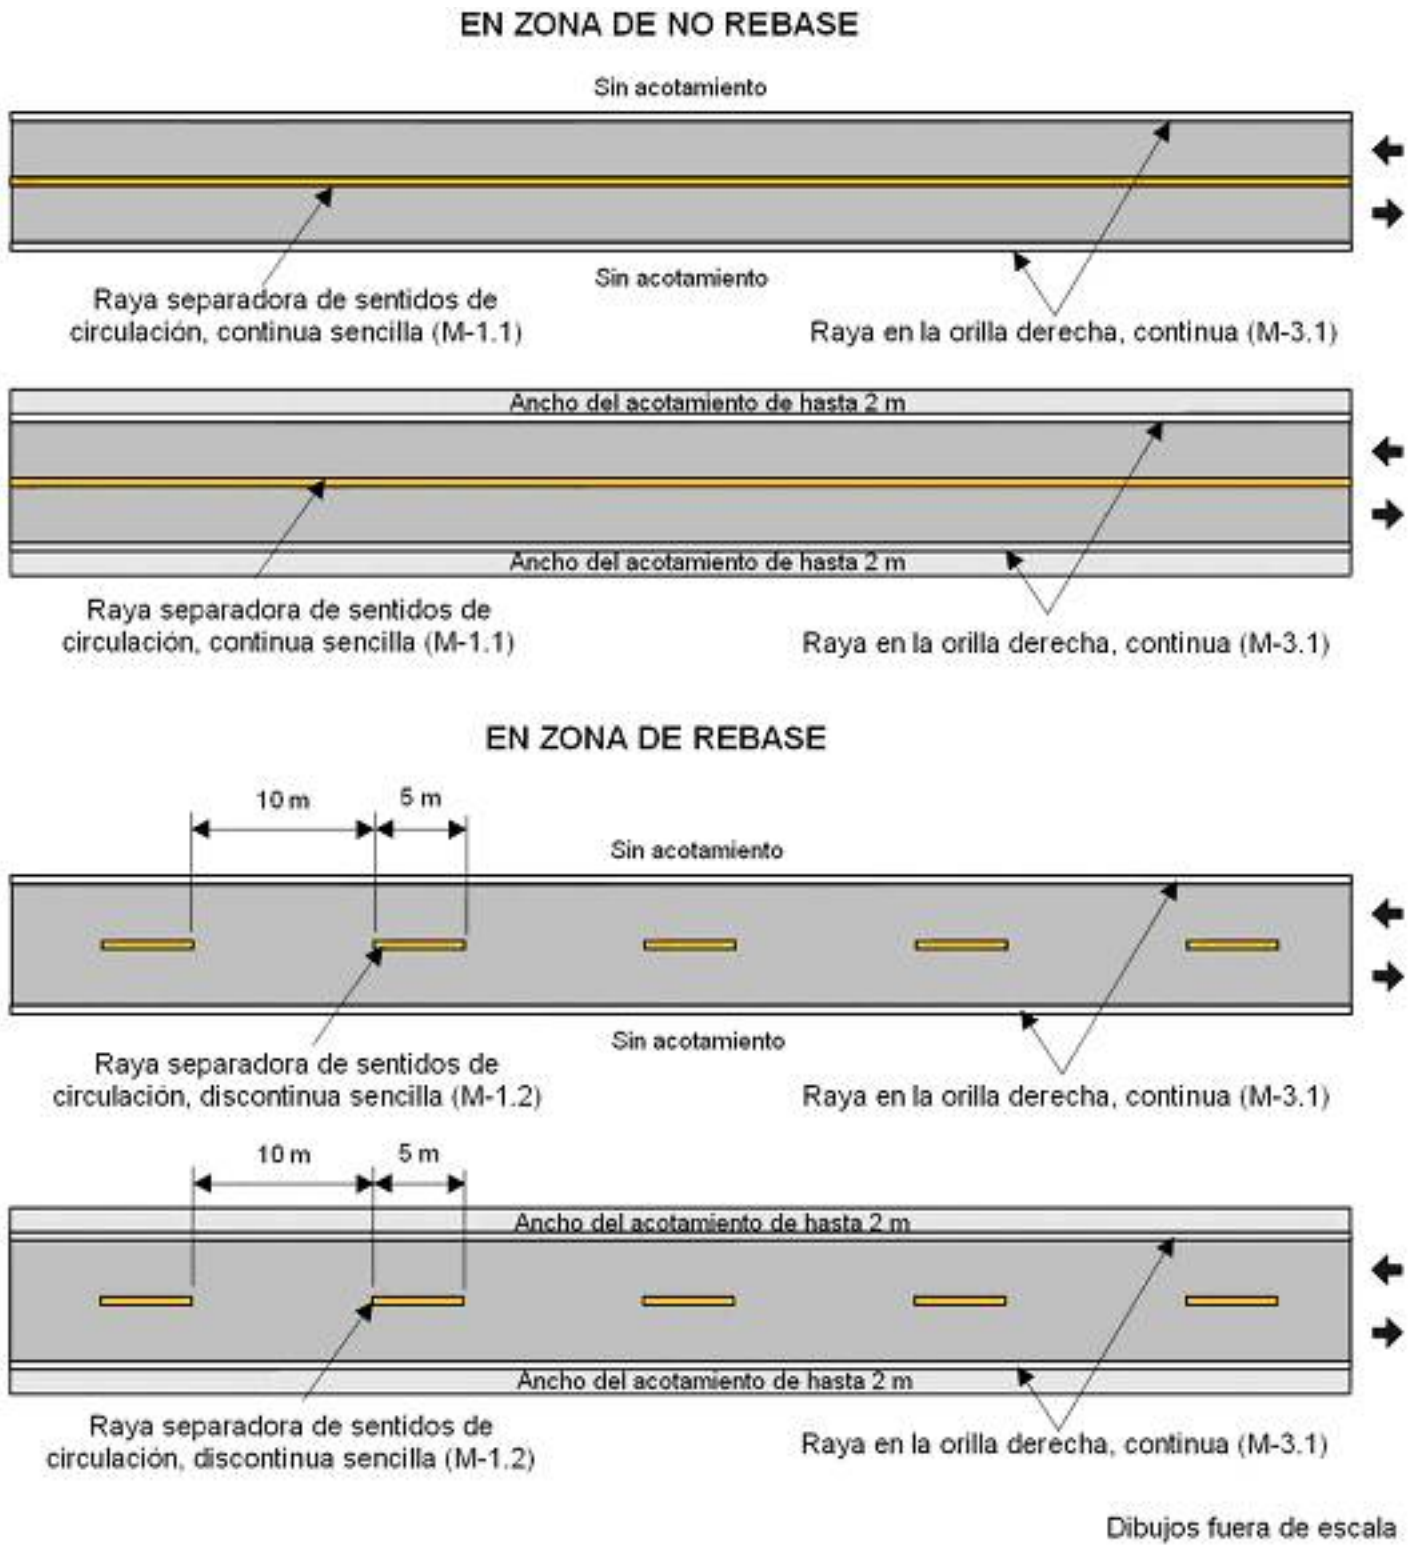 EN ZONA DE NO REBASE
Sin acotamiento
Sin acotamiento
Raya separadora de sentidos de
circulación, continua sencilla (M-1.1)
Raya en la orilla derecha, continua (M-3.1)
Ancho del acotamiento de hasta 2 m
Ancho del acotamiento de hasta 2 m
Raya separadora de sentidos de
circulación, continua sencilla (M-1.1)
Raya en la orilla derecha, continua (M-3.1)
EN ZONA DE REBASE
10 m
5 m
Sin acotamiento
Sin acotamiento
Raya separadora de sentidos de
circulación, discontinua sencilla (M-1.2)
Raya en la orilla derecha, continua (M-3.1)
10 m
5 m
Ancho del acotamiento de hasta 2 m
Ancho del acotamiento de hasta 2 m
Raya separadora de sentidos de
circulación, discontinua sencilla (M-1.2)
Raya en la orilla derecha, continua (M-3.1)
Dibujos fuera de escala